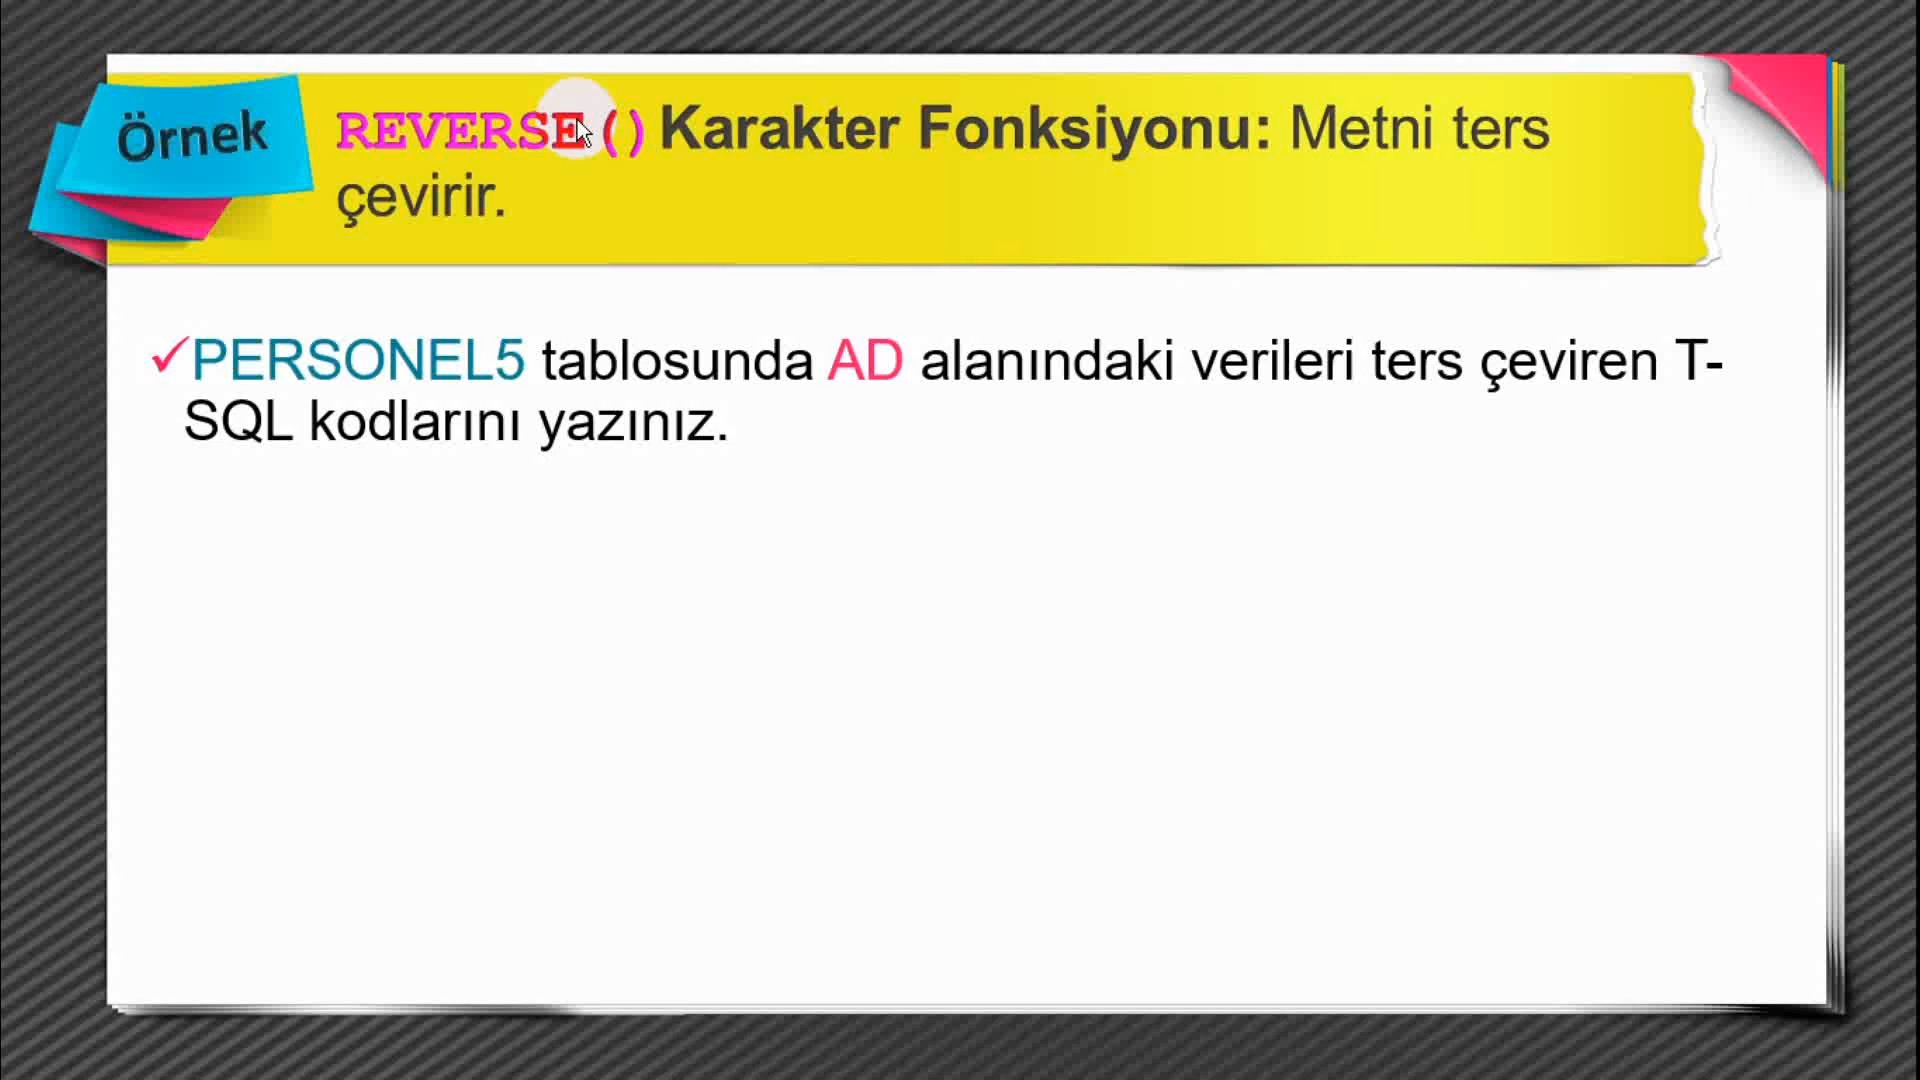 Örnek
REVERSE() Karakter Fonksiyonu: Metni ters
çevirir.
✓PERSONEL5 tablosunda AD alanındaki verileri ters çeviren T-
SQL kodlarını yazınız.